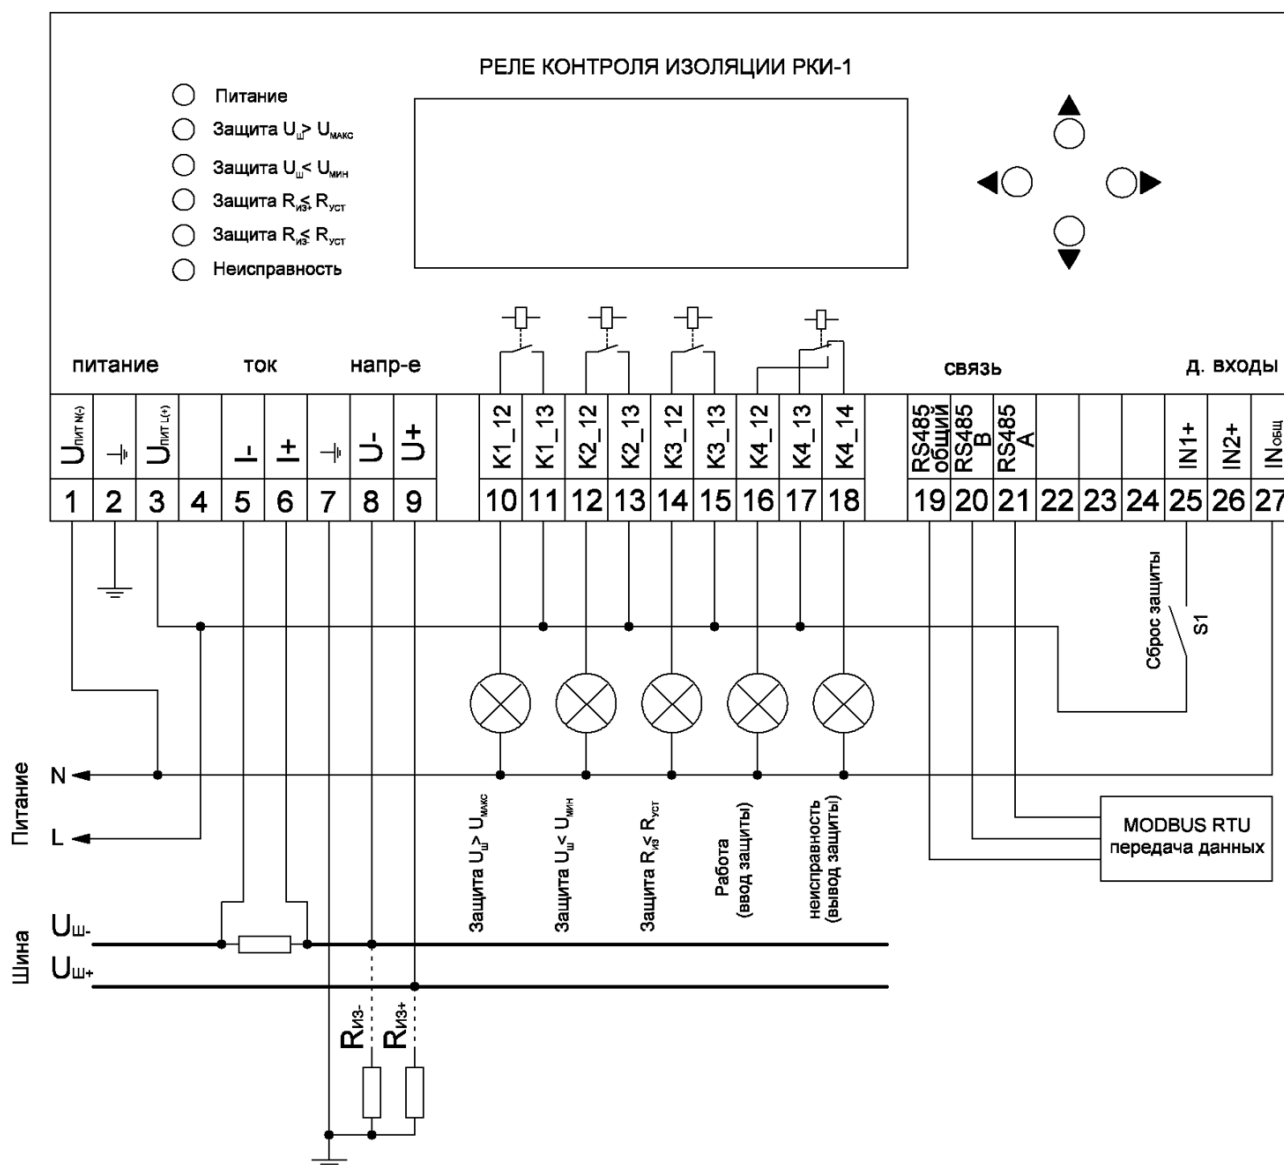 РЕЛЕ КОНТРОЛЯ ИЗОЛЯЦИИ РКИ-1
Питание
Защита Uш> Uмакс
Защита Uш< Uмин
Защита Rиз+≤ Rуст
Защита Rиз-≤ Rуст
Неисправность
питание
ток
напр-е
связь
д. входы
Uпит N(-)
Uпит L(+)
I-
I+
U-
U+
K1_12
K1_13
K2_12
K2_13
K3_12
K3_13
K4_12
K4_13
K4_14
RS485
общий
RS485
B
RS485
A
IN1+
IN2+
INобщ
1 2 3 4 5 6 7 8 9 10 11 12 13 14 15 16 17 18 19 20 21 22 23 24 25 26 27
Сброс защиты
S1
Питание
N
L
Защита Uш> Uмакс
Защита Uш< Uмин
Защита Rиз≤ Rуст
Работа
(ввод защиты)
неисправность
(вывод защиты)
MODBUS RTU
передача данных
Шина
Uш-
Uш+
Rиз-
Rиз+